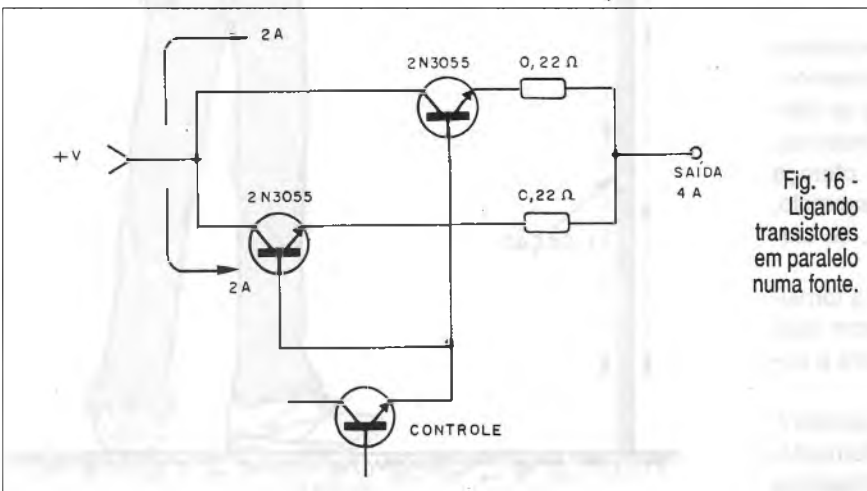 2A
2N3055
0,22 Ω
+V
SAÍDA
4 A
2N3055
C,22 Ω
2A
CONTROLE
Fig. 16 -
Ligando
transistores
em paralelo
numa fonte.